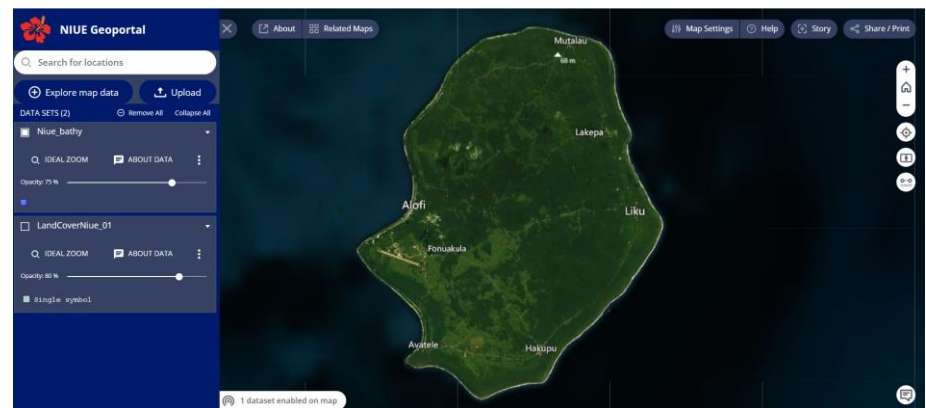 NIUE Geoportal
About
Related Maps
Map Settings
Help
Story
Share / Print
Search for locations
Explore map data
Upload
DATA SETS (2)
Remove All
Collapse All
Niue_bathy
IDEAL ZOOM
ABOUT DATA
Opacity: 75 %
LandCoverNiue_01
IDEAL ZOOM
ABOUT DATA
Opacity: 80 %
Single symbol
Mutalau
68 m
Lakepa
Alofi
Liku
Fonuakula
Avatele
Hakupu
1 dataset enabled on map